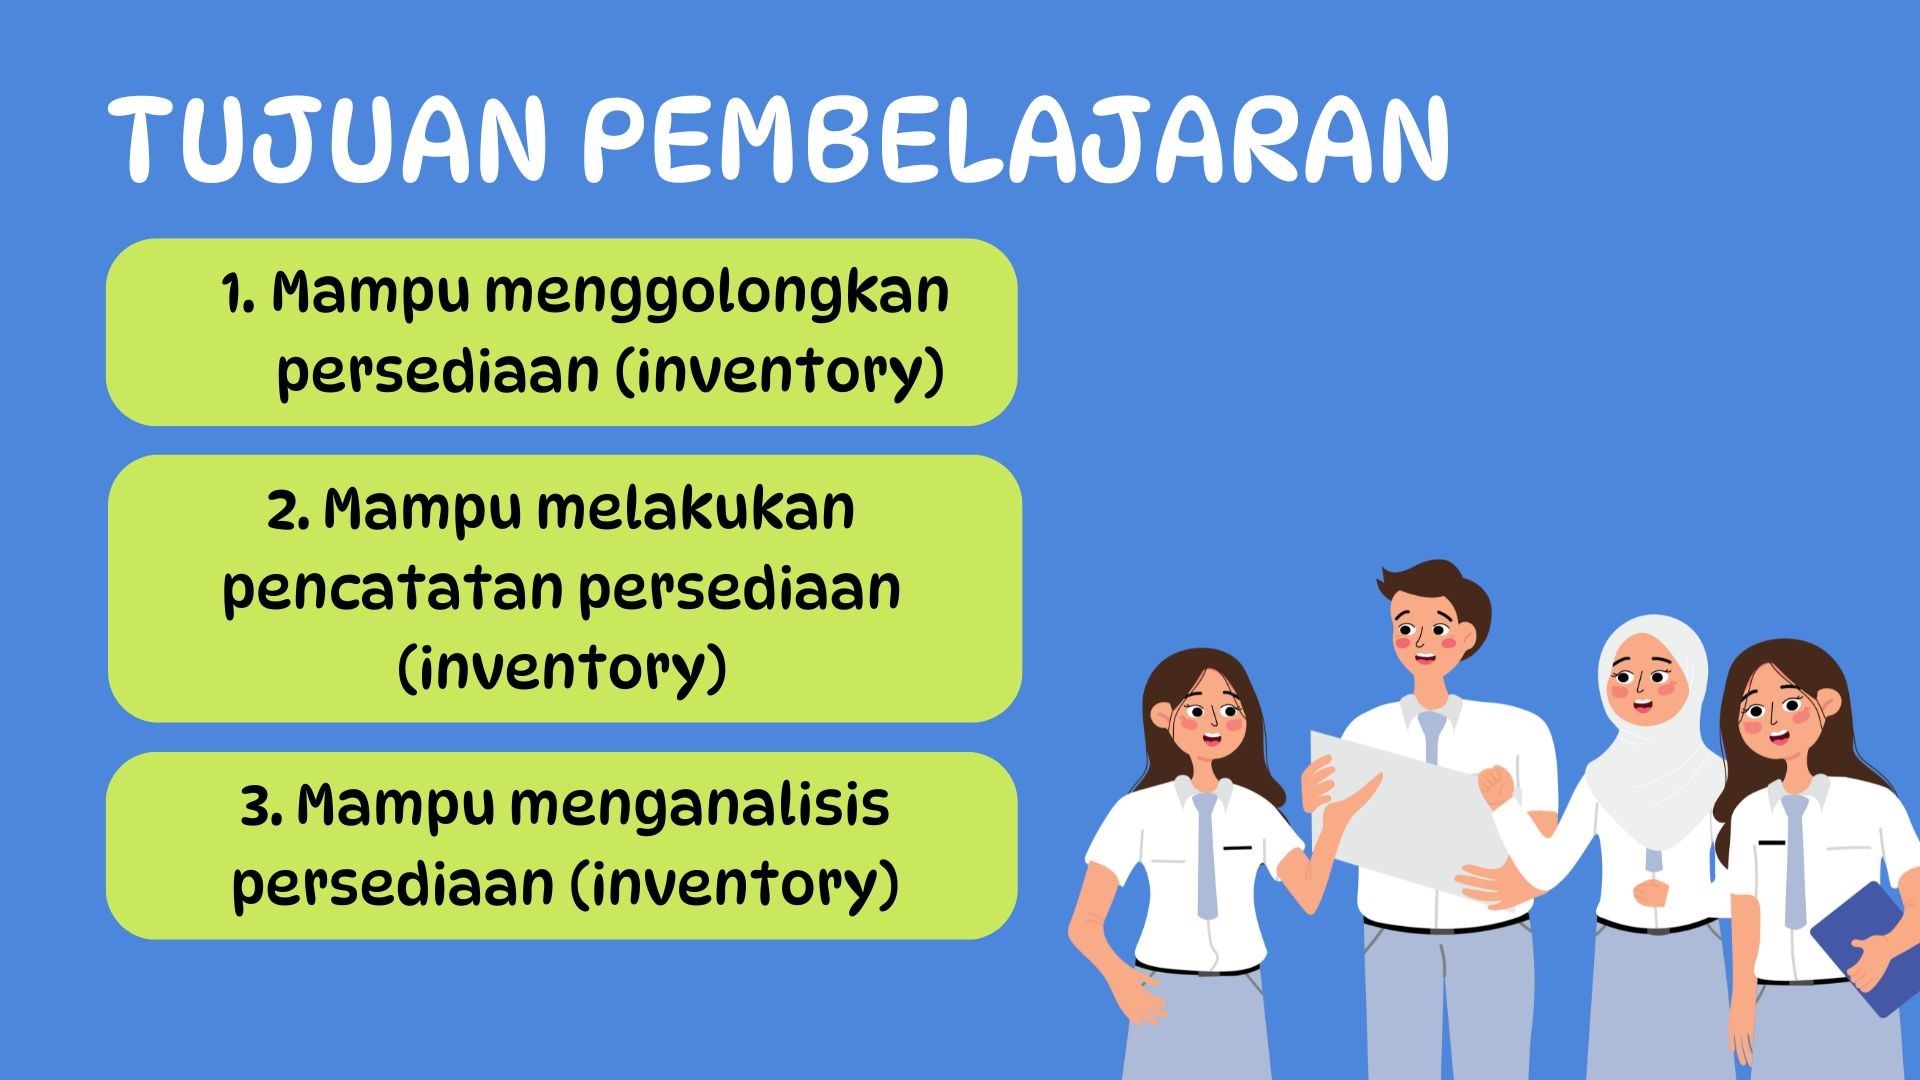 TUJUAN PEMBELAJARAN
1. Mampu menggolongkan
persediaan (inventory)
2. Mampu melakukan
pencatatan persediaan
(inventory)
3. Mampu menganalisis
persediaan (inventory)